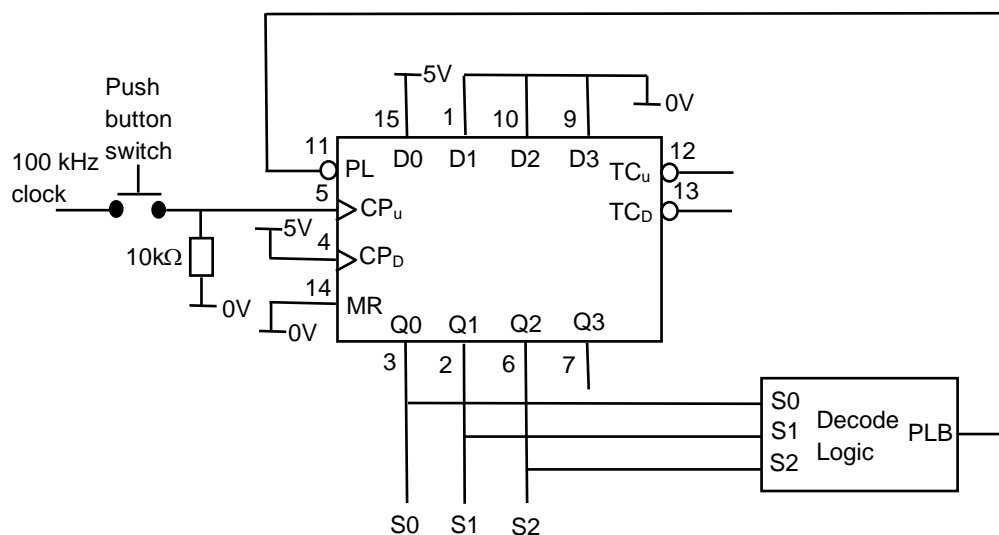 Push
button
switch
100 kHz
clock
5V
0V
15
1
10
9
11
D0
D1
D2
D3
12
PL
TCu
13
5
CPu
TCD
5V
4
CPD
10kΩ
14
MR
0V
0V
Q0
Q1
Q2
Q3
3
2
6
7
S0
S1
S2
Decode
Logic
PLB
S0
S1
S2